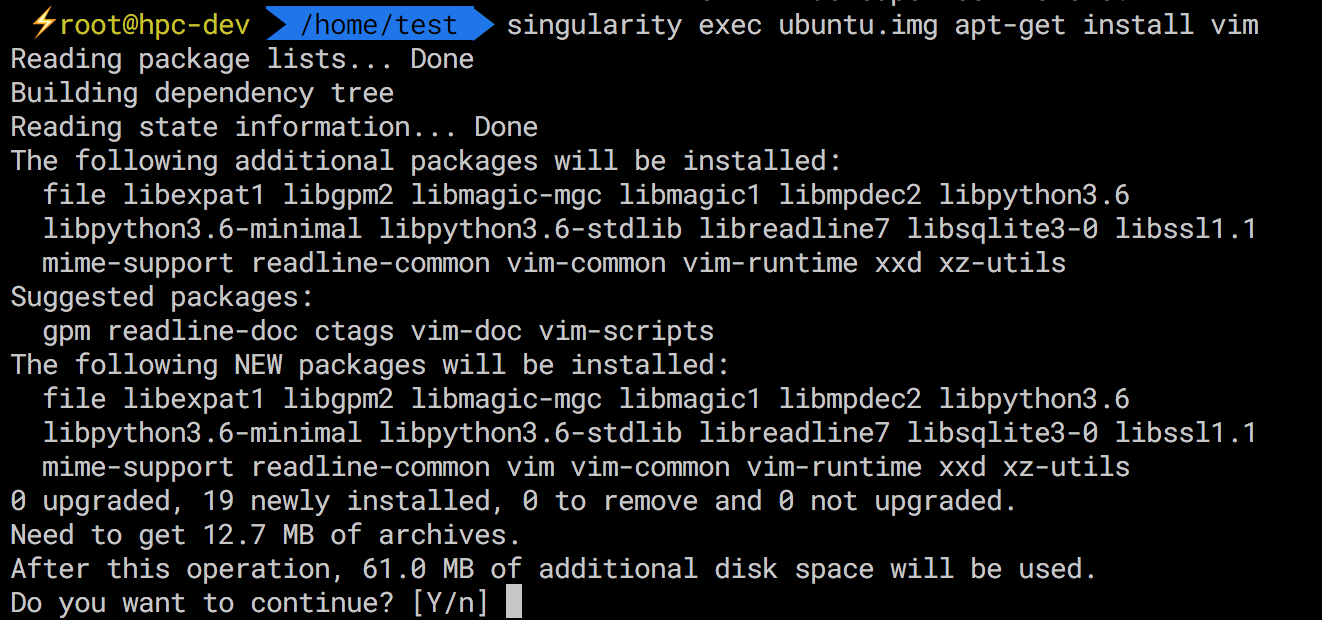 ⚡root@hpc-dev /home/test singularity exec ubuntu.img apt-get install vim
Reading package lists... Done
Building dependency tree
Reading state information... Done
The following additional packages will be installed:
  file libexpat1 libgpm2 libmagic-mgc libmagic1 libmpdec2 libpython3.6
  libpython3.6-minimal libpython3.6-stdlib libreadline7 libsqlite3-0 libssl1.1
  mime-support readline-common vim-common vim-runtime xxd xz-utils
Suggested packages:
  gpm readline-doc ctags vim-doc vim-scripts
The following NEW packages will be installed:
  file libexpat1 libgpm2 libmagic-mgc libmagic1 libmpdec2 libpython3.6
  libpython3.6-minimal libpython3.6-stdlib libreadline7 libsqlite3-0 libssl1.1
  mime-support readline-common vim vim-common vim-runtime xxd xz-utils
0 upgraded, 19 newly installed, 0 to remove and 0 not upgraded.
Need to get 12.7 MB of archives.
After this operation, 61.0 MB of additional disk space will be used.
Do you want to continue? [Y/n]